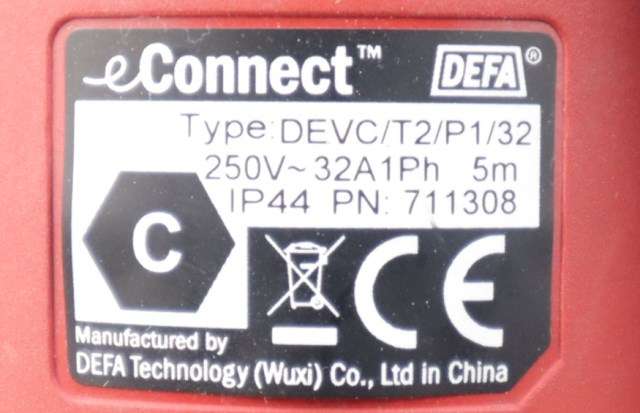 eConnect™ DEFA®
Type: DEVC/T2/P1/32
250V~ 32A1Ph 5m
IP44 PN: 711308
C
CE
Manufactured by
DEFA Technology (Wuxi) Co., Ltd in China